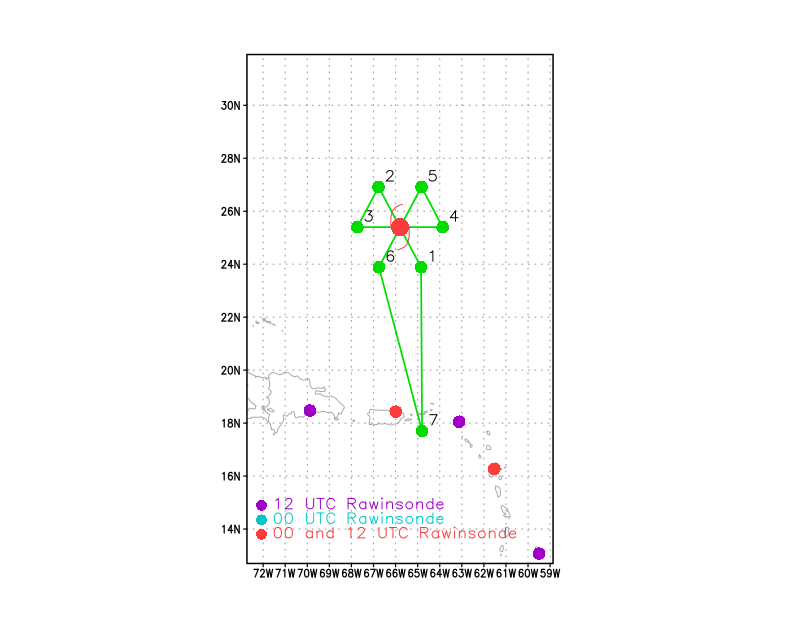 30N
28N
2 5
26N
3 4
6 1
24N
22N
20N
18N
7
16N
12 UTC Rawinsonde
00 UTC Rawinsonde
00 and 12 UTC Rawinsonde
14N
72W 71W 70W 69W 68W 67W 66W 65W 64W 63W 62W 61W 60W 59W